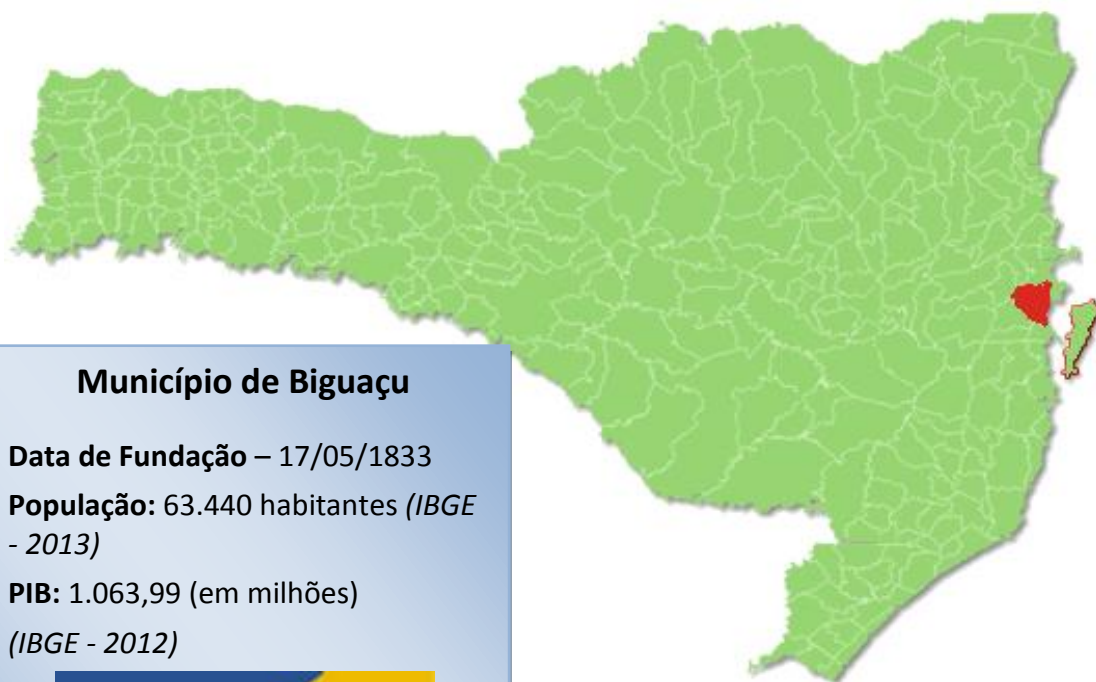 Município de Biguaçu
Data de Fundação – 17/05/1833
População: 63.440 habitantes (IBGE
- 2013)
PIB: 1.063,99 (em milhões)
(IBGE - 2012)